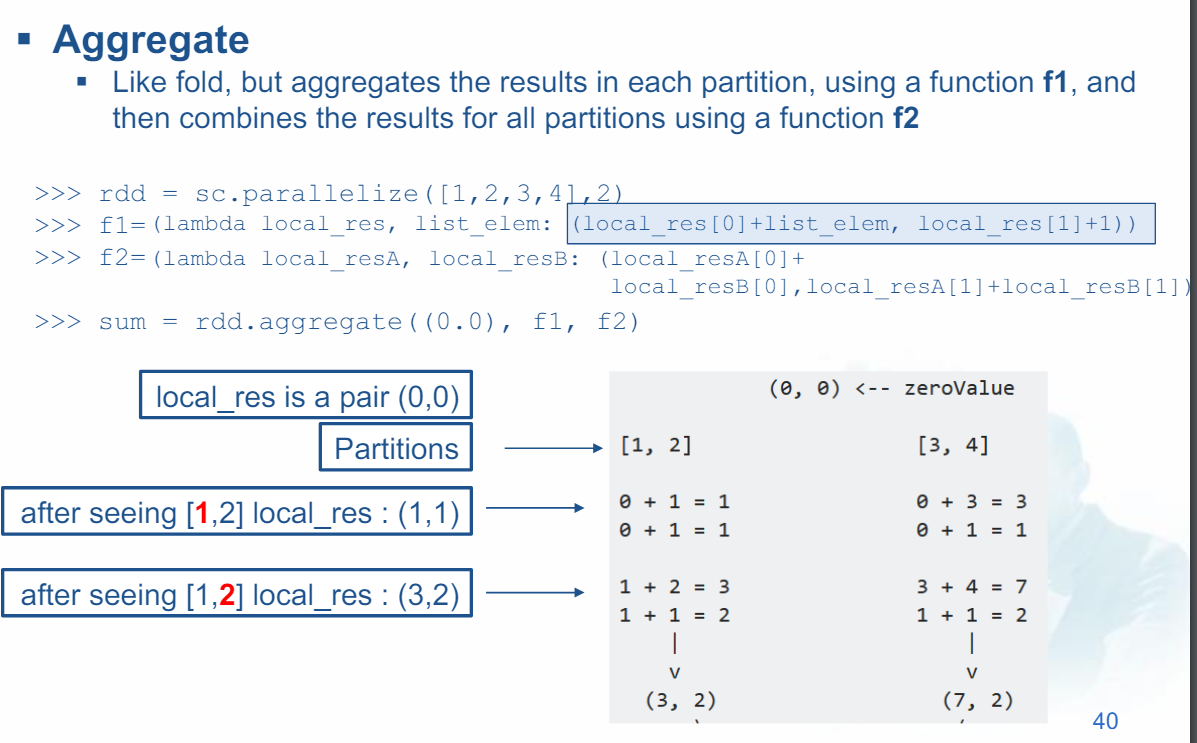 ▪ Aggregate
▪ Like fold, but aggregates the results in each partition, using a function f1, and
then combines the results for all partitions using a function f2
>>> rdd = sc.parallelize([1,2,3,4],2)
>>> f1=(lambda local_res, list_elem: (local_res[0]+list_elem, local_res[1]+1))
>>> f2=(lambda local_resA, local_resB: (local_resA[0]+
local_resB[0],local_resA[1]+local_resB[1])
>>> sum = rdd.aggregate((0.0), f1, f2)
local_res is a pair (0,0)
Partitions
after seeing [1,2] local_res : (1,1)
after seeing [1,2] local_res : (3,2)
(0, 0) <-- zeroValue
[1, 2] [3, 4]
0 + 1 = 1 0 + 3 = 3
0 + 1 = 1 0 + 1 = 1
1 + 2 = 3 3 + 4 = 7
1 + 1 = 2 1 + 1 = 2
| |
v v
(3, 2) (7, 2)
40